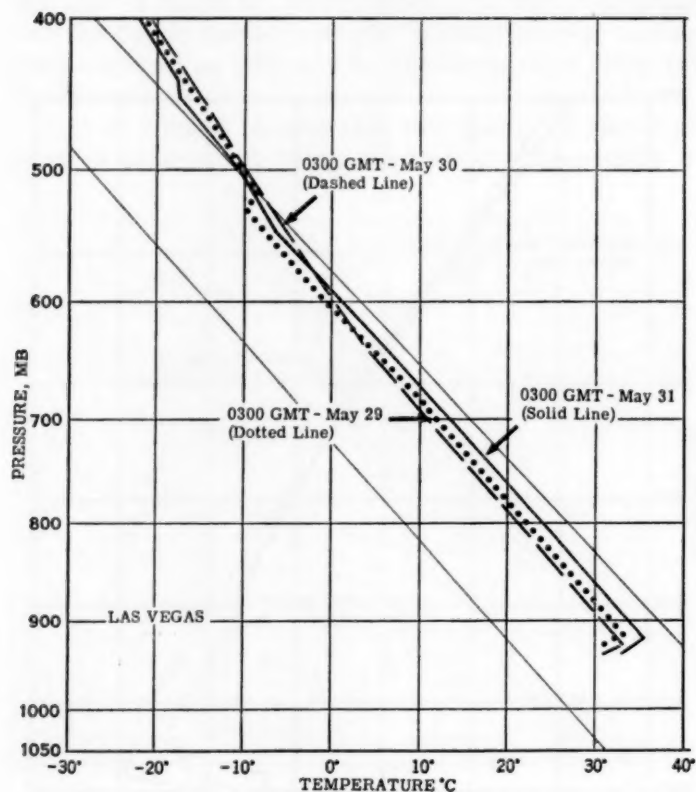 400
500
600
700
800
900
1000
1050
PRESSURE, MB
0300 GMT - May 30
(Dashed Line)
0300 GMT - May 31
(Solid Line)
0300 GMT - May 29
(Dotted Line)
LAS VEGAS
-30°
-20°
-10°
0°
10°
20°
30°
40°
TEMPERATURE °C